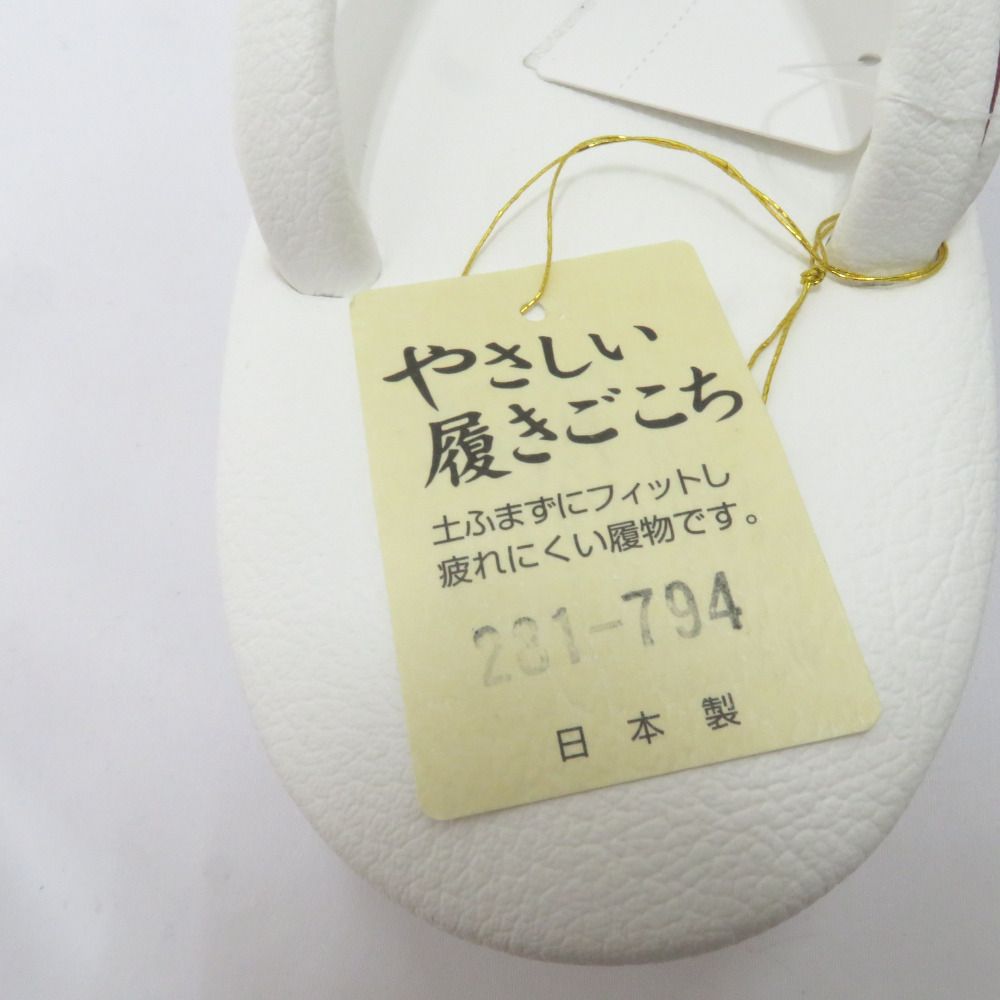 やさしい
履きごこち
土ふまずにフィットし
疲れにくい履物です。
231-794
日本製